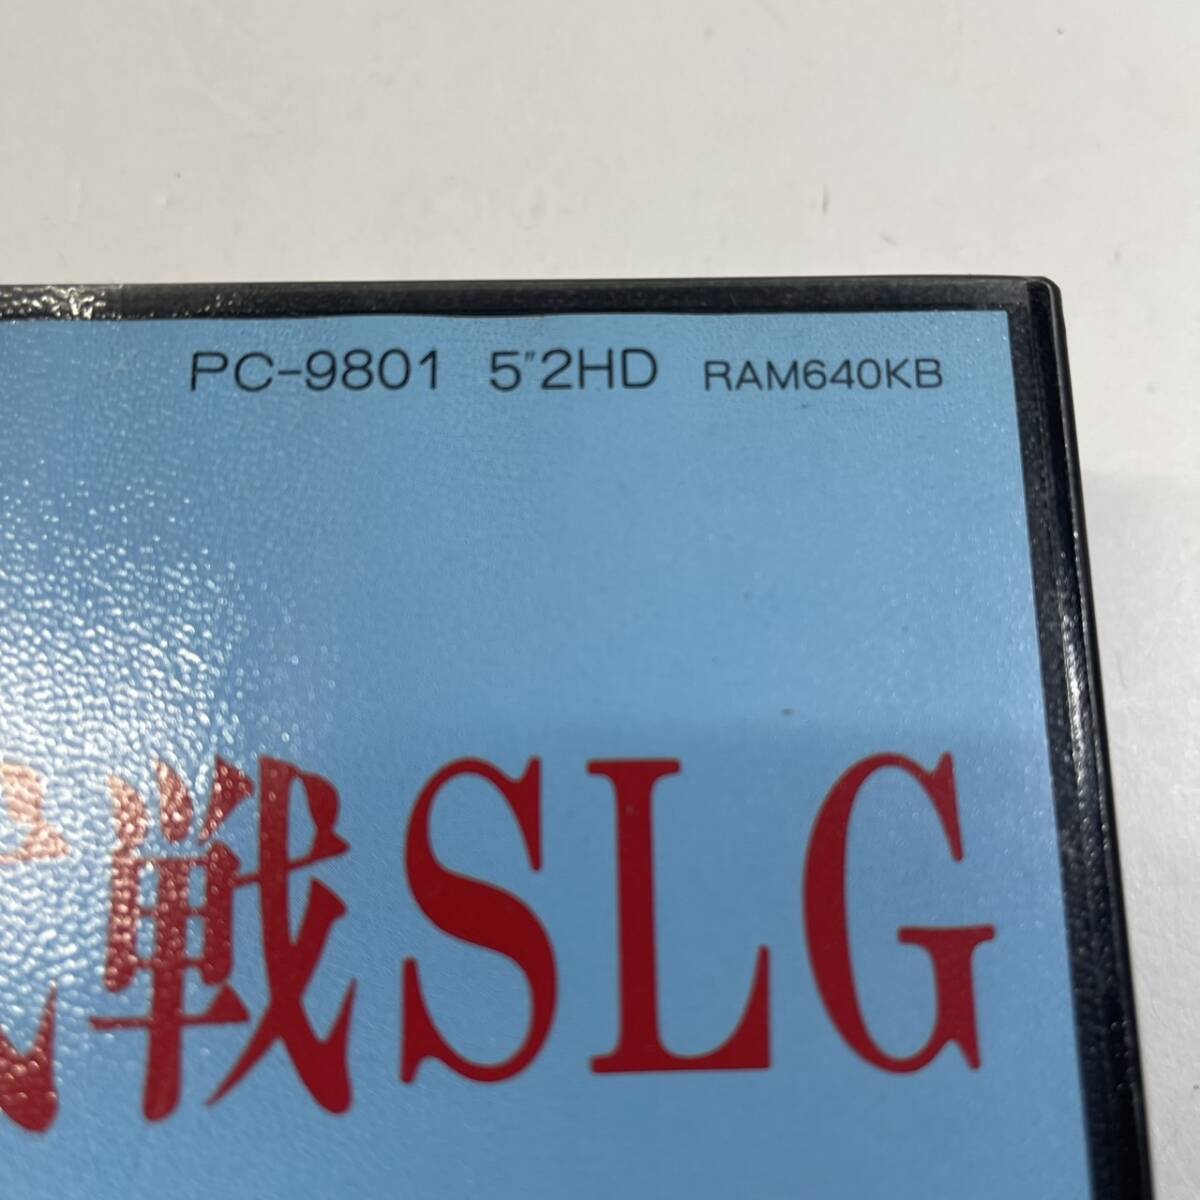 PC-9801 5"2HD RAM640KB
戦SLG